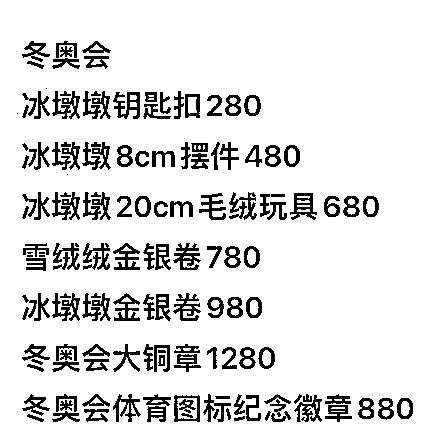 冬奥会
冰墩墩钥匙扣280
冰墩墩8cm摆件480
冰墩墩20cm毛绒玩具680
雪绒绒金银卷780
冰墩墩金银卷980
冬奥会大铜章1280
冬奥会体育图标纪念徽章880